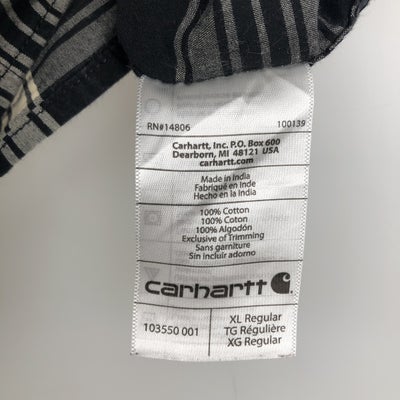 RN#14806 100139
Carhartt, Inc. P.O. Box 600
Dearborn, MI 48121 USA
carhartt.com
Made in India
Fabriqué en Inde
Hecho en la India
100% Cotton
100% Coton
100% Algodón
Exclusive of Trimming
Sans garniture
Sin incluir adorno
carhartt
103550 001
XL Regular
TG Régulière
XG Regular